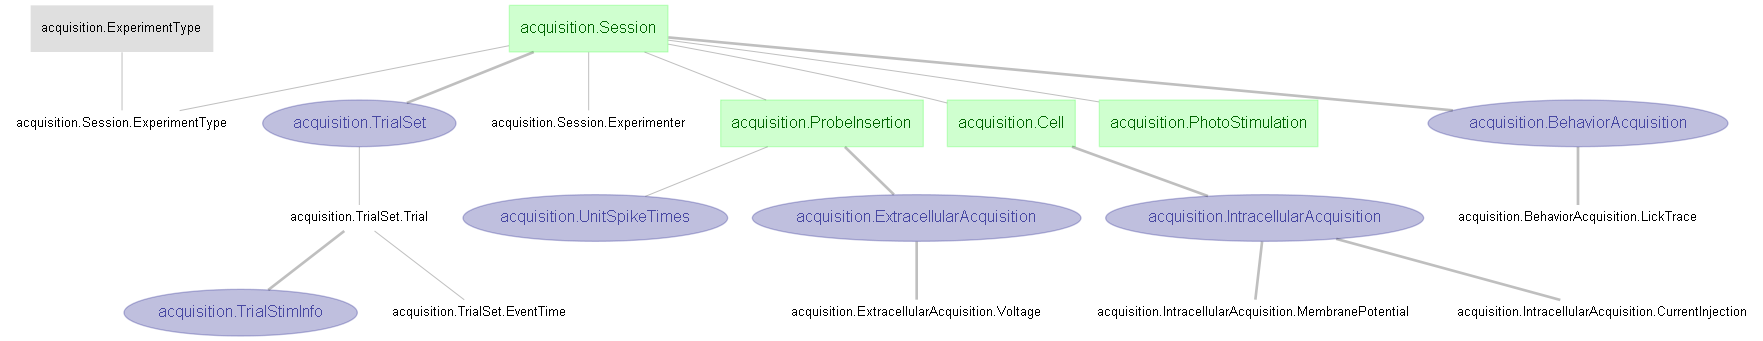 acquisition.ExperimentType
acquisition.Session
acquisition.Session.ExperimentType
acquisition.TrialSet
acquisition.Session.Experimenter
acquisition.ProbeInsertion
acquisition.Cell
acquisition.PhotoStimulation
acquisition.BehaviorAcquisition
acquisition.TrialSet.Trial
acquisition.UnitSpikeTimes
acquisition.ExtracellularAcquisition
acquisition.IntracellularAcquisition
acquisition.BehaviorAcquisition.LickTrace
acquisition.TrialStimInfo
acquisition.TrialSet.EventTime
acquisition.ExtracellularAcquisition.Voltage
acquisition.IntracellularAcquisition.MembranePotential
acquisition.IntracellularAcquisition.CurrentInjection